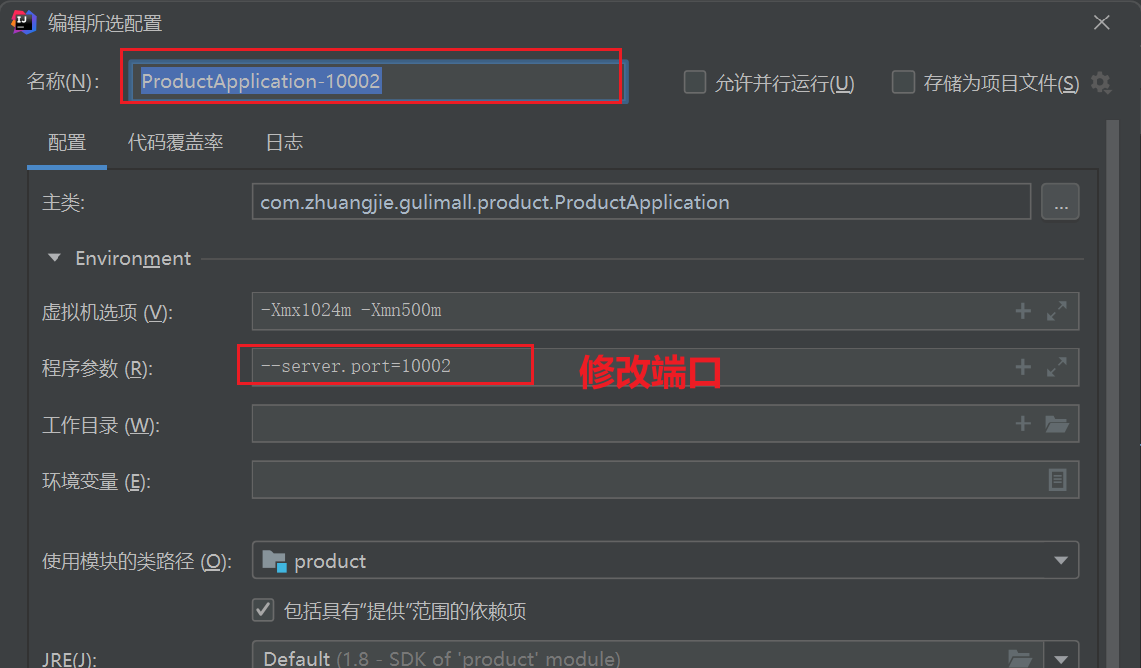 编辑所选配置
名称(N): ProductApplication-10002 允许并行运行(U) 存储为项目文件(S)
配置 代码覆盖率 日志
主类: com.zhuangjie.gulimall.product.ProductApplication ...
Environment
虚拟机选项 (V): -Xmx1024m -Xmn500m
程序参数 (R): --server.port=10002 修改端口
工作目录 (W):
环境变量 (E):
使用模块的类路径 (O): product
包括具有“提供”范围的依赖项
JRE(J): Default (1.8 - SDK of 'product' module)